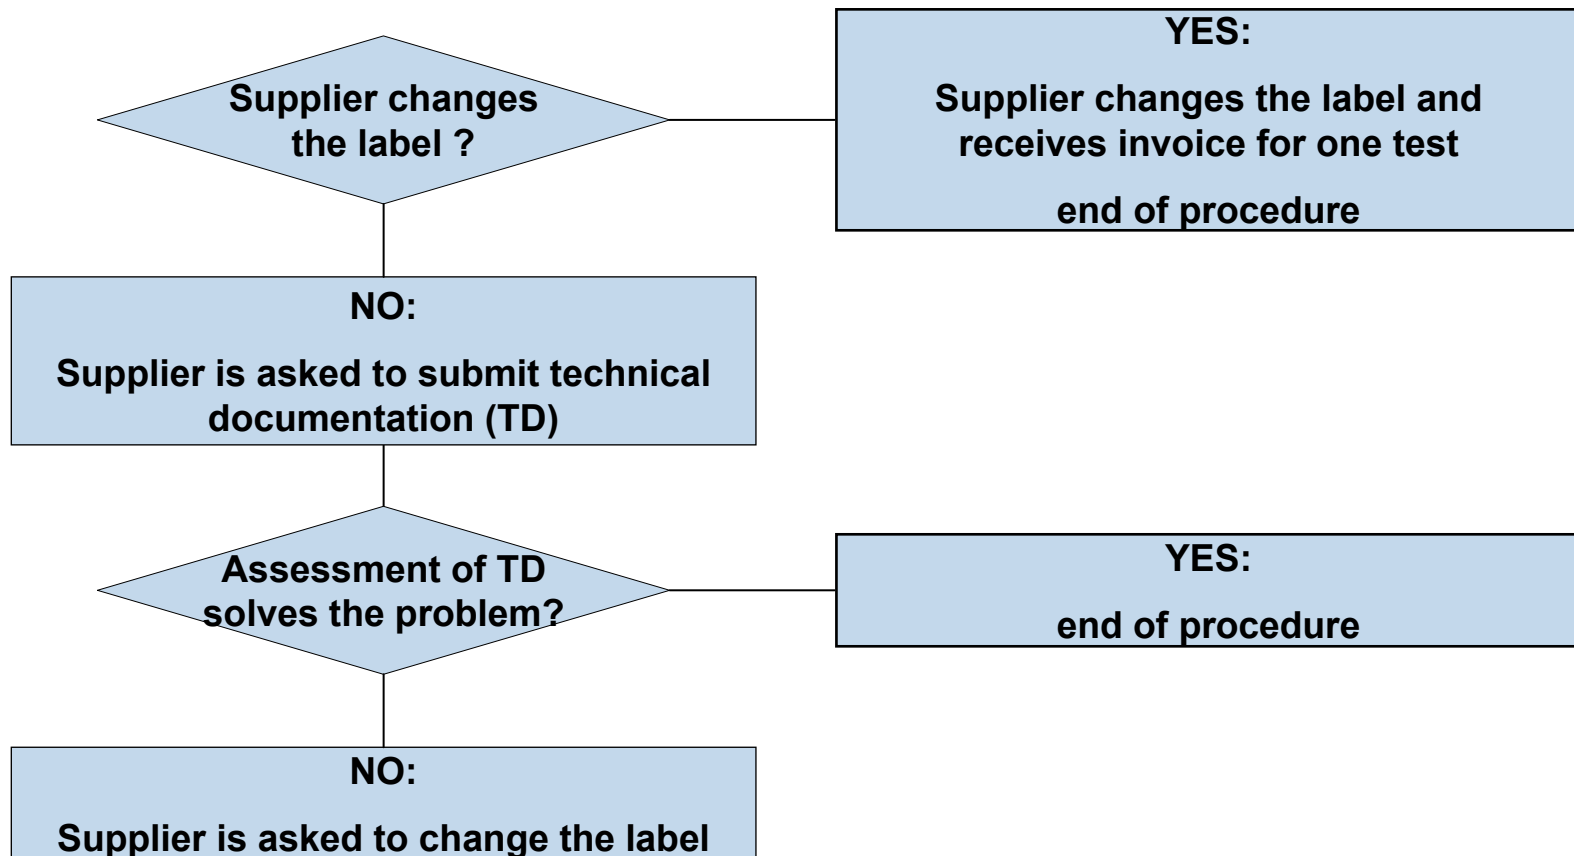 Supplier changes
the label ?
YES:
Supplier changes the label and
receives invoice for one test
end of procedure
NO:
Supplier is asked to submit technical
documentation (TD)
Assessment of TD
solves the problem?
YES:
end of procedure
NO:
Supplier is asked to change the label